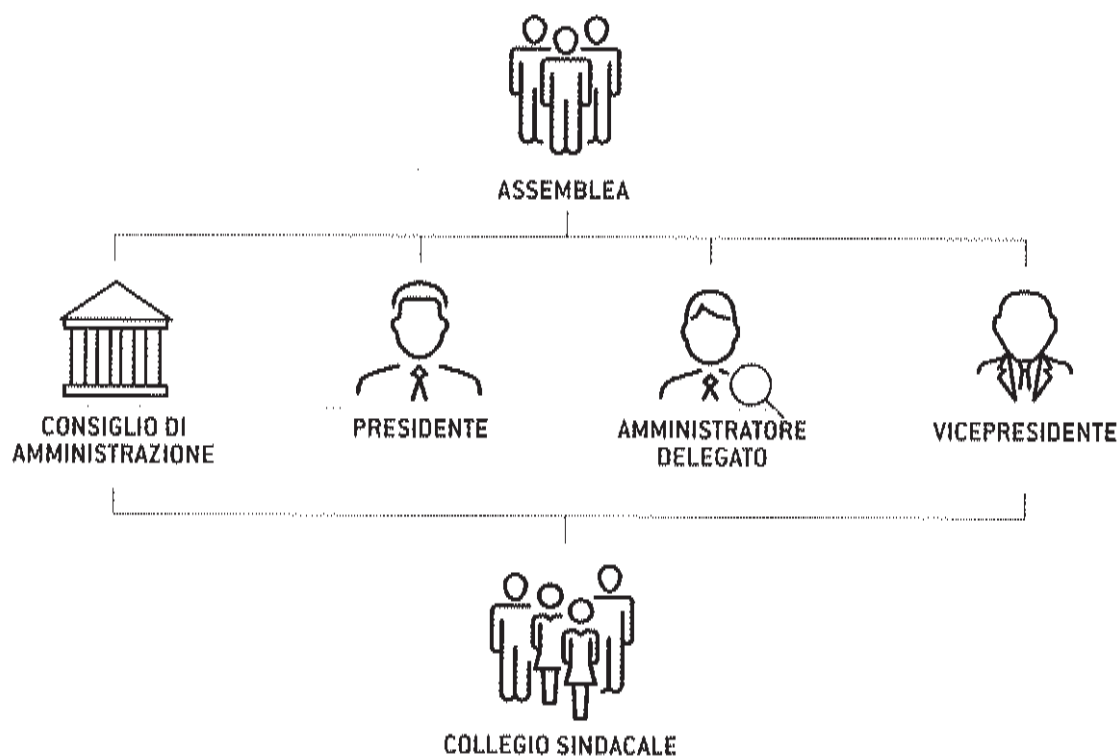 ASSEMBLEA
CONSIGLIO DI
AMMINISTRAZIONE
PRESIDENTE
AMMINISTRATORE
DELEGATO
VICEPRESIDENTE
COLLEGIO SINDACALE